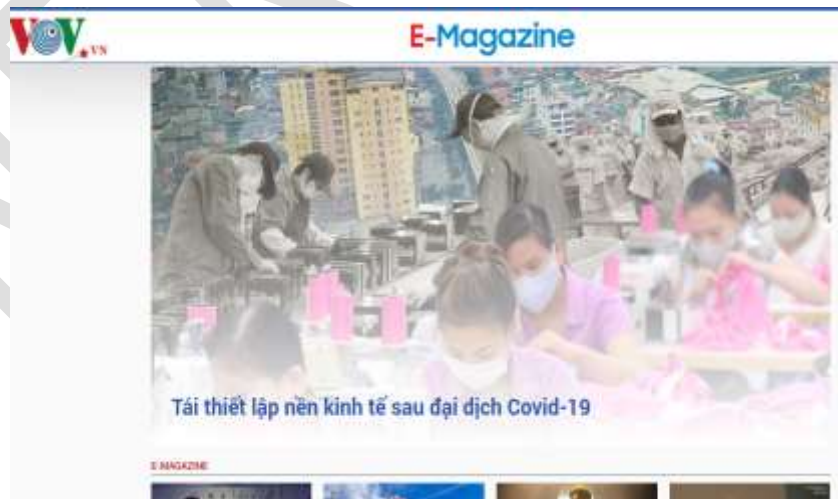 VOV.VN
E-Magazine
Tái thiết lập nền kinh tế sau đại dịch Covid-19
E-MAGAZINE